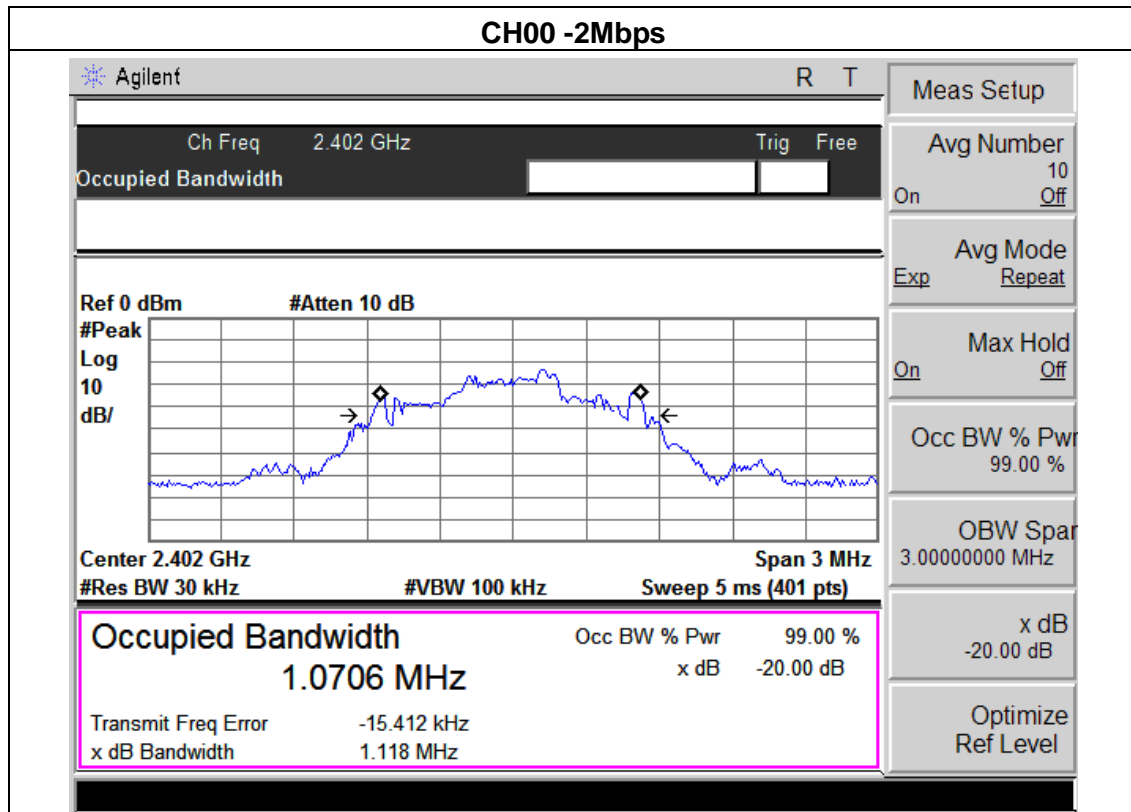 CH00 -2Mbps
Agilent R T
Ch Freq 2.402 GHz Trig Free
Occupied Bandwidth
Ref 0 dBm #Atten 10 dB
#Peak
Log
10
dB/
Center 2.402 GHz Span 3 MHz
#Res BW 30 kHz #VBW 100 kHz Sweep 5 ms (401 pts)
Occupied Bandwidth Occ BW % Pwr 99.00 %
1.0706 MHz x dB -20.00 dB
Transmit Freq Error -15.412 kHz
x dB Bandwidth 1.118 MHz
Meas Setup
Avg Number
10
On Off
Avg Mode
Exp Repeat
Max Hold
On Off
Occ BW % Pwr
99.00 %
OBW Span
3.00000000 MHz
x dB
-20.00 dB
Optimize
Ref Level